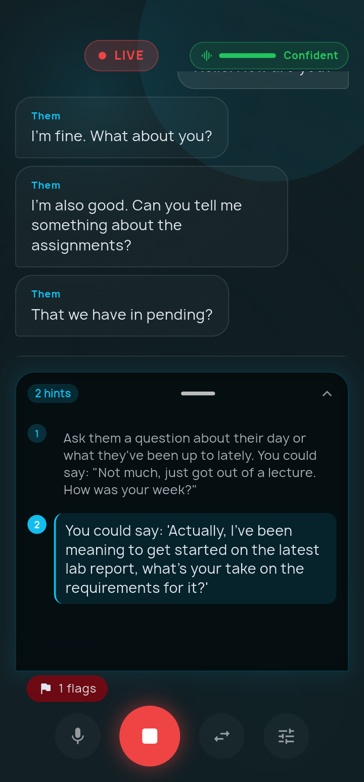 LIVE
Confident
Them
I'm fine. What about you?
Them
I'm also good. Can you tell me
something about the
assignments?
Them
That we have in pending?
2 hints
1
Ask them a question about their day or
what they've been up to lately. You could
say: "Not much, just got out of a lecture.
How was your week?"
2
You could say: 'Actually, I've been
meaning to get started on the latest
lab report, what's your take on the
requirements for it?'
1 flags